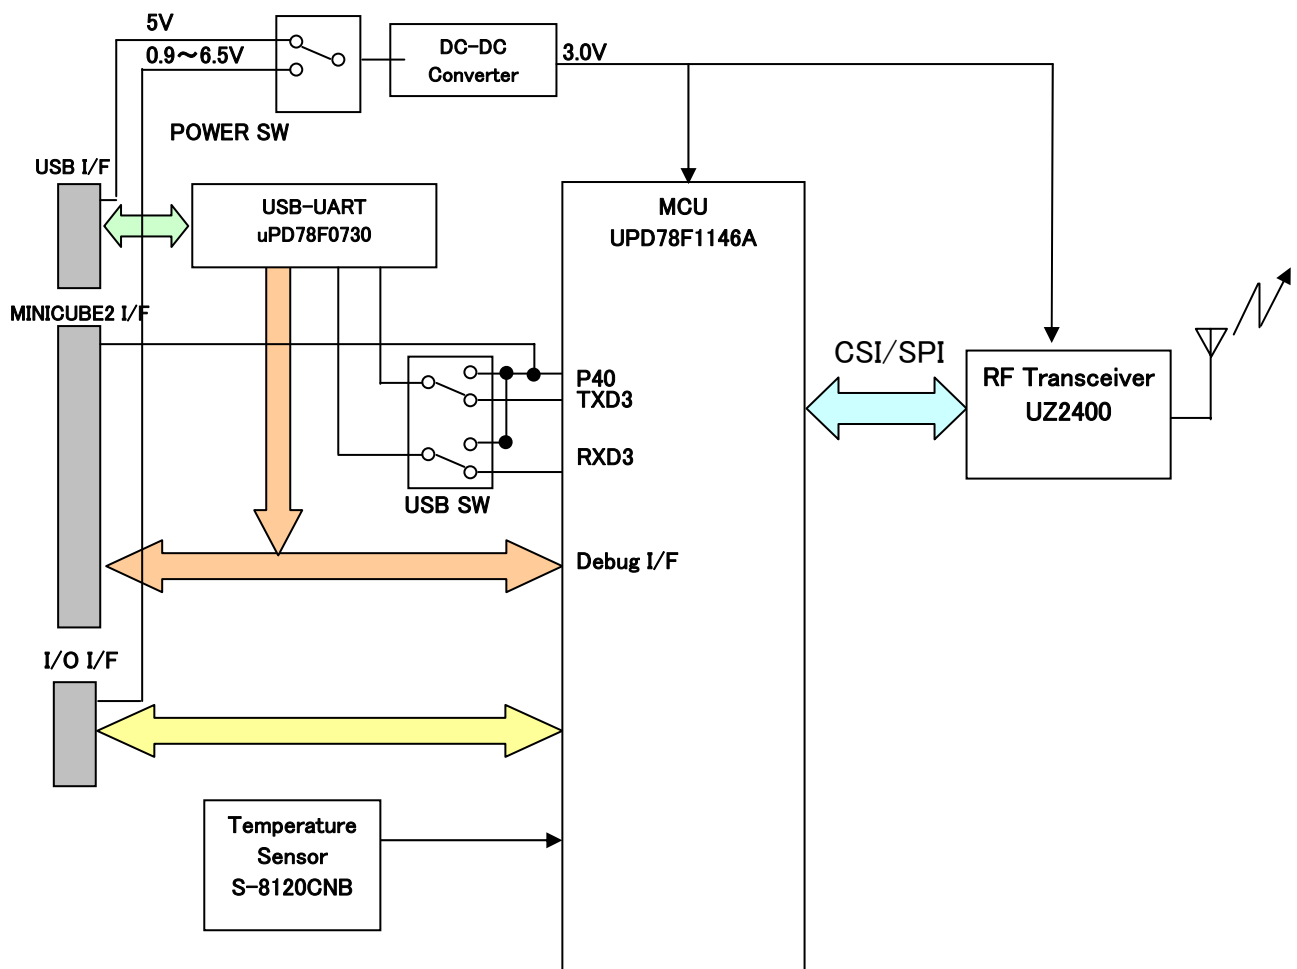 5V
0.9～6.5V
DC-DC
Converter
3.0V
POWER SW
USB I/F
USB-UART
uPD78F0730
MCU
UPD78F1146A
MINICUBE2 I/F
CSI/SPI
P40
TXD3
RF Transceiver
UZ2400
RXD3
USB SW
Debug I/F
I/O I/F
Temperature
Sensor
S-8120CNB